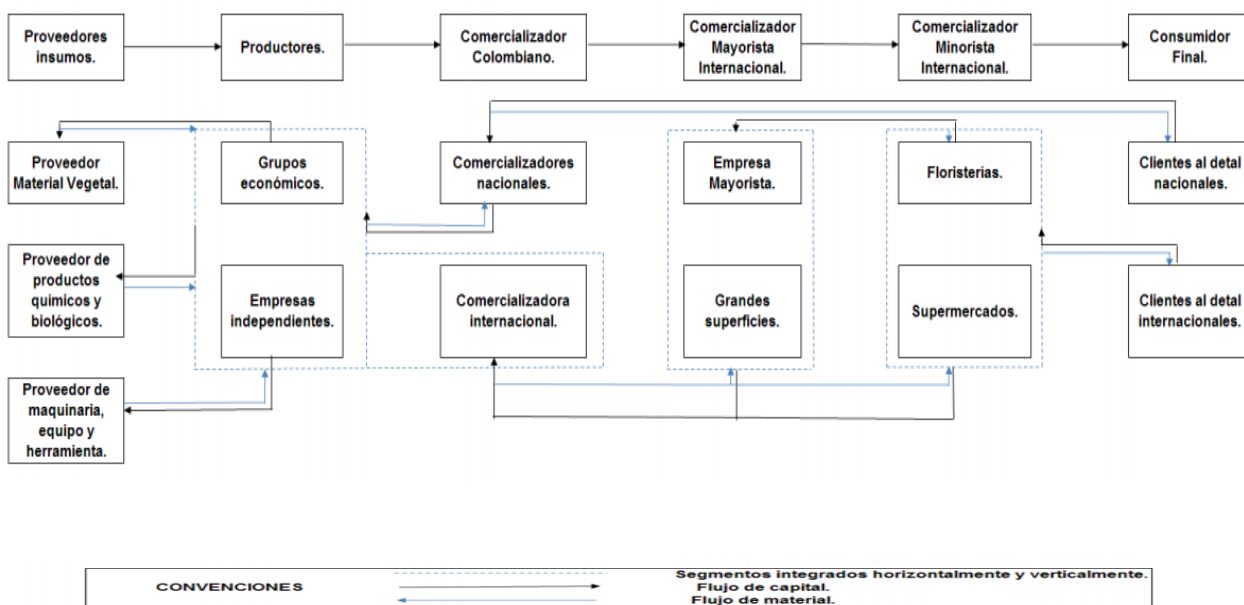 Proveedores
insumos.
Productores.
Comercializador
Colombiano.
Comercializador
Mayorista
Internacional.
Comercializador
Minorista
Internacional.
Consumidor
Final.
Proveedor
Material Vegetal.
Grupos
económicos.
Comercializadores
nacionales.
Empresa
Mayorista.
Floristerias.
Clientes al detal
nacionales.
Proveedor de
productos
químicos y
biológicos.
Empresas
independientes.
Comercializadora
internacional.
Grandes
superficies.
Supermercados.
Clientes al detal
internacionales.
Proveedor de
maquinaria,
equipo y
herramienta.
CONVENCIONES
Segmentos integrados horizontalmente y verticalmente.
Flujo de capital.
Flujo de material.